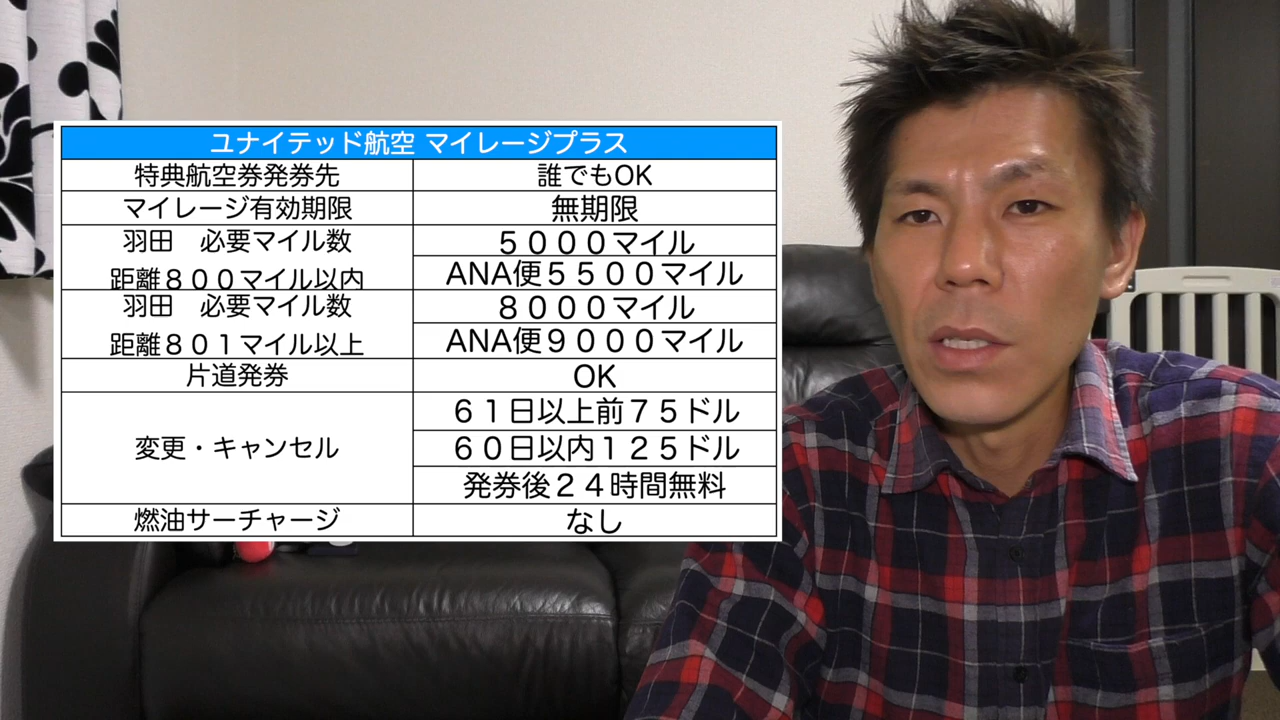 ユナイテッド航空 マイレージプラス
特典航空券発券先 誰でもOK
マイレージ有効期限 無期限
羽田　必要マイル数 ５０００マイル
距離８００マイル以内 ANA便５５００マイル
羽田　必要マイル数 ８０００マイル
距離８０１マイル以上 ANA便９０００マイル
片道発券 OK
変更・キャンセル
６１日以上前７５ドル
６０日以内１２５ドル
発券後２４時間無料
燃油サーチャージ なし